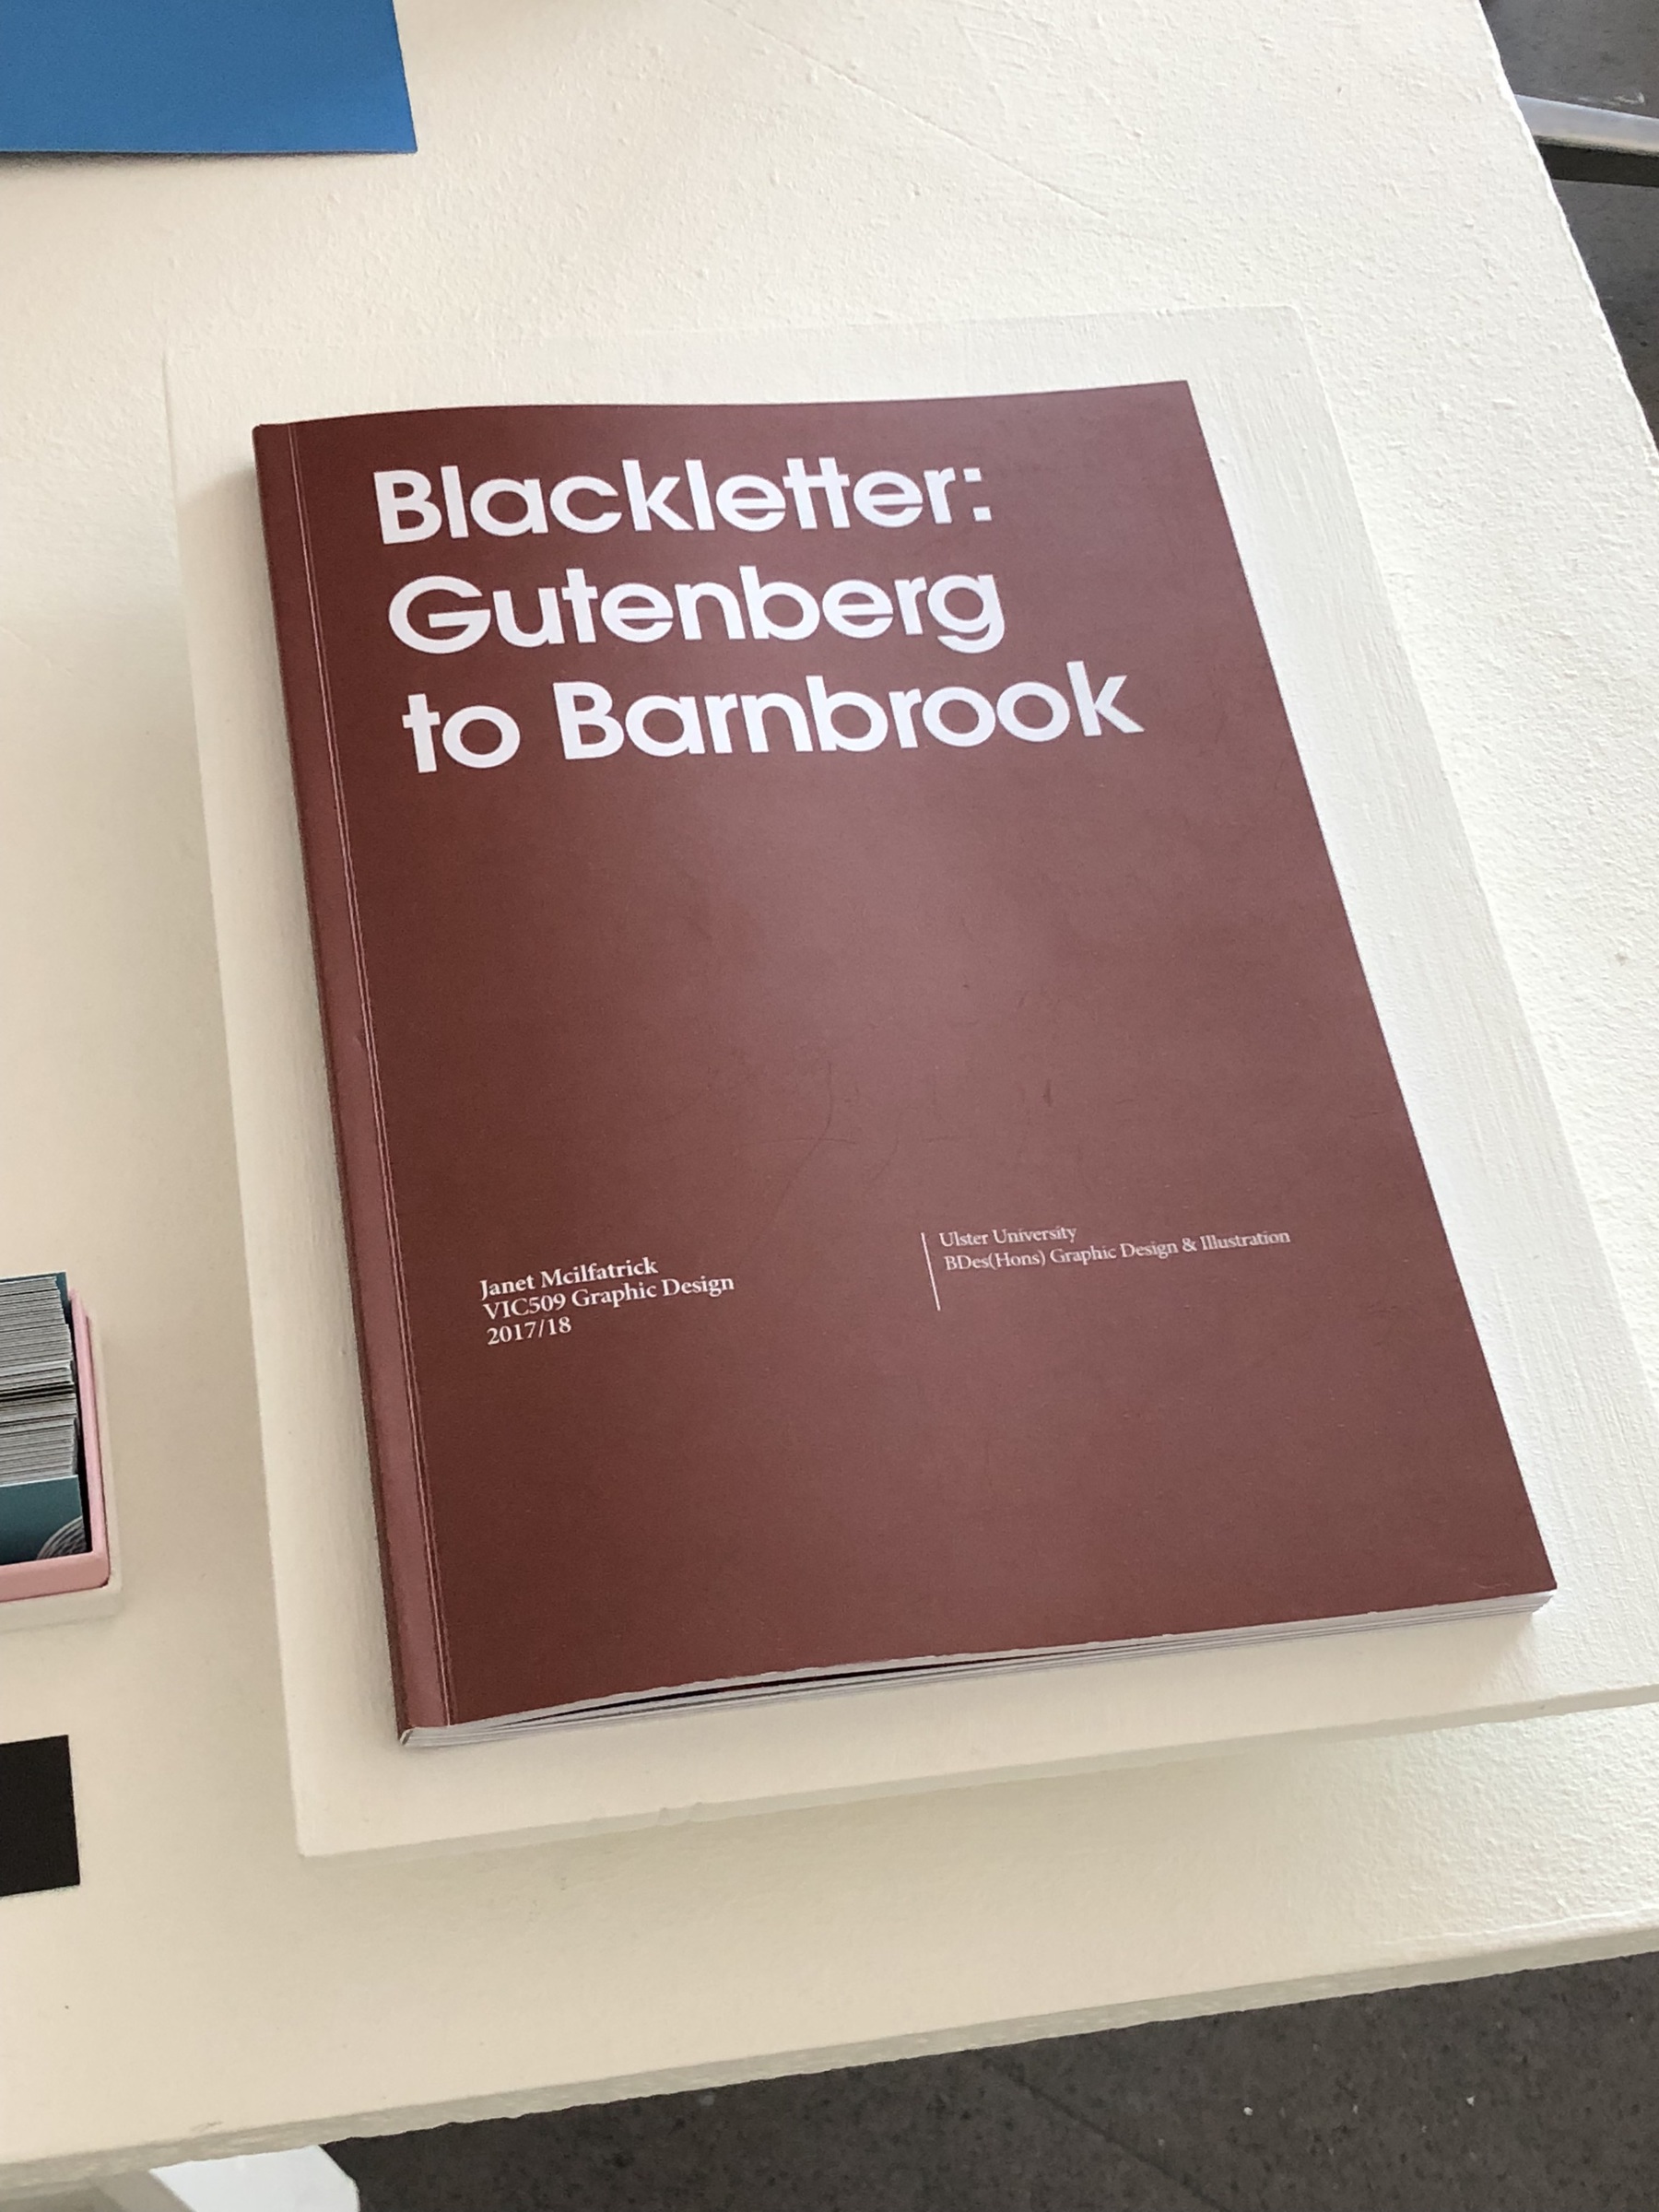 Blackletter:
Gutenberg
to Barnbrook
Janet Mcilfatrick
VIC509 Graphic Design
2017/18
Ulster University
BDes(Hons) Graphic Design & Illustration